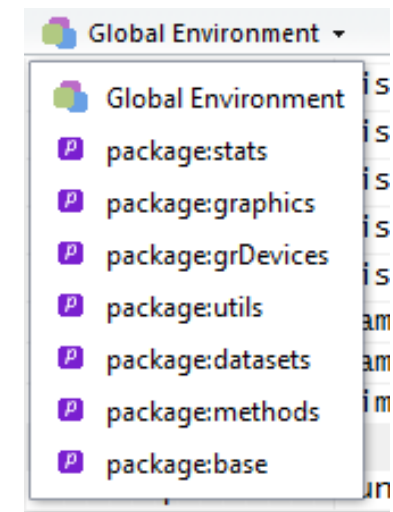 Global Environment
Global Environment
package:stats
package:graphics
package:grDevices
package:utils
package:datasets
package:methods
package:base